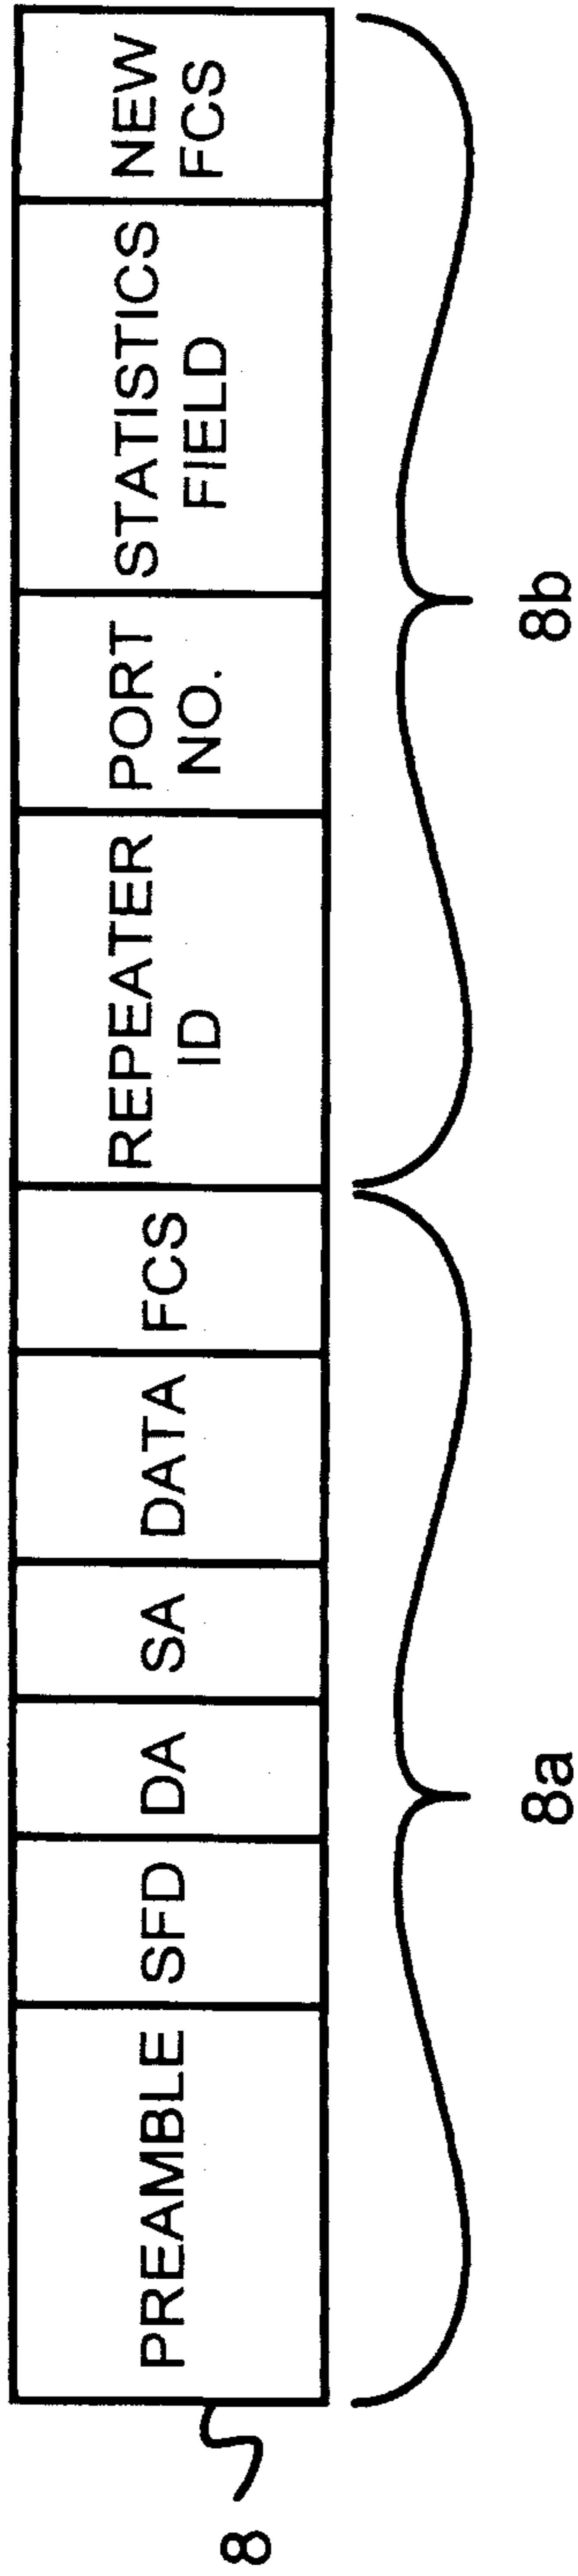 PREAMBLE
SFD
DA
SA
DATA
FCS
REPEATER
ID
PORT
NO.
STATISTICS
FIELD
NEW
FCS
8
8a
8b